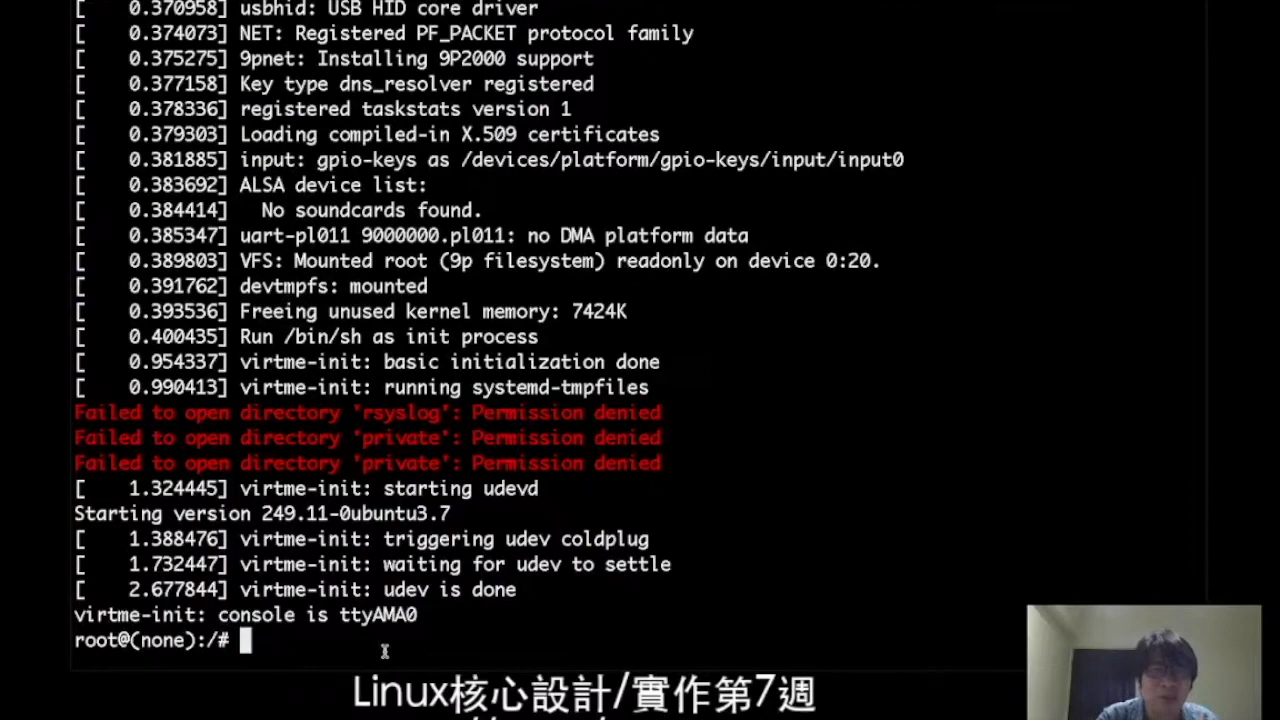 [    0.370958] usbhid: USB HID core driver
[    0.374073] NET: Registered PF_PACKET protocol family
[    0.375275] 9pnet: Installing 9P2000 support
[    0.377158] Key type dns_resolver registered
[    0.378336] registered taskstats version 1
[    0.379303] Loading compiled-in X.509 certificates
[    0.381885] input: gpio-keys as /devices/platform/gpio-keys/input/input0
[    0.383692] ALSA device list:
[    0.384414]   No soundcards found.
[    0.385347] uart-pl011 9000000.pl011: no DMA platform data
[    0.389803] VFS: Mounted root (9p filesystem) readonly on device 0:20.
[    0.391762] devtmpfs: mounted
[    0.393536] Freeing unused kernel memory: 7424K
[    0.400435] Run /bin/sh as init process
[    0.954337] virtme-init: basic initialization done
[    0.990413] virtme-init: running systemd-tmpfiles
Failed to open directory 'rsyslog': Permission denied
Failed to open directory 'private': Permission denied
Failed to open directory 'private': Permission denied
[    1.324445] virtme-init: starting udevd
Starting version 249.11-0ubuntu3.7
[    1.388476] virtme-init: triggering udev coldplug
[    1.732447] virtme-init: waiting for udev to settle
[    2.677844] virtme-init: udev is done
virtme-init: console is ttyAMA0
root@(none):/#
Linux核心設計/實作第7週